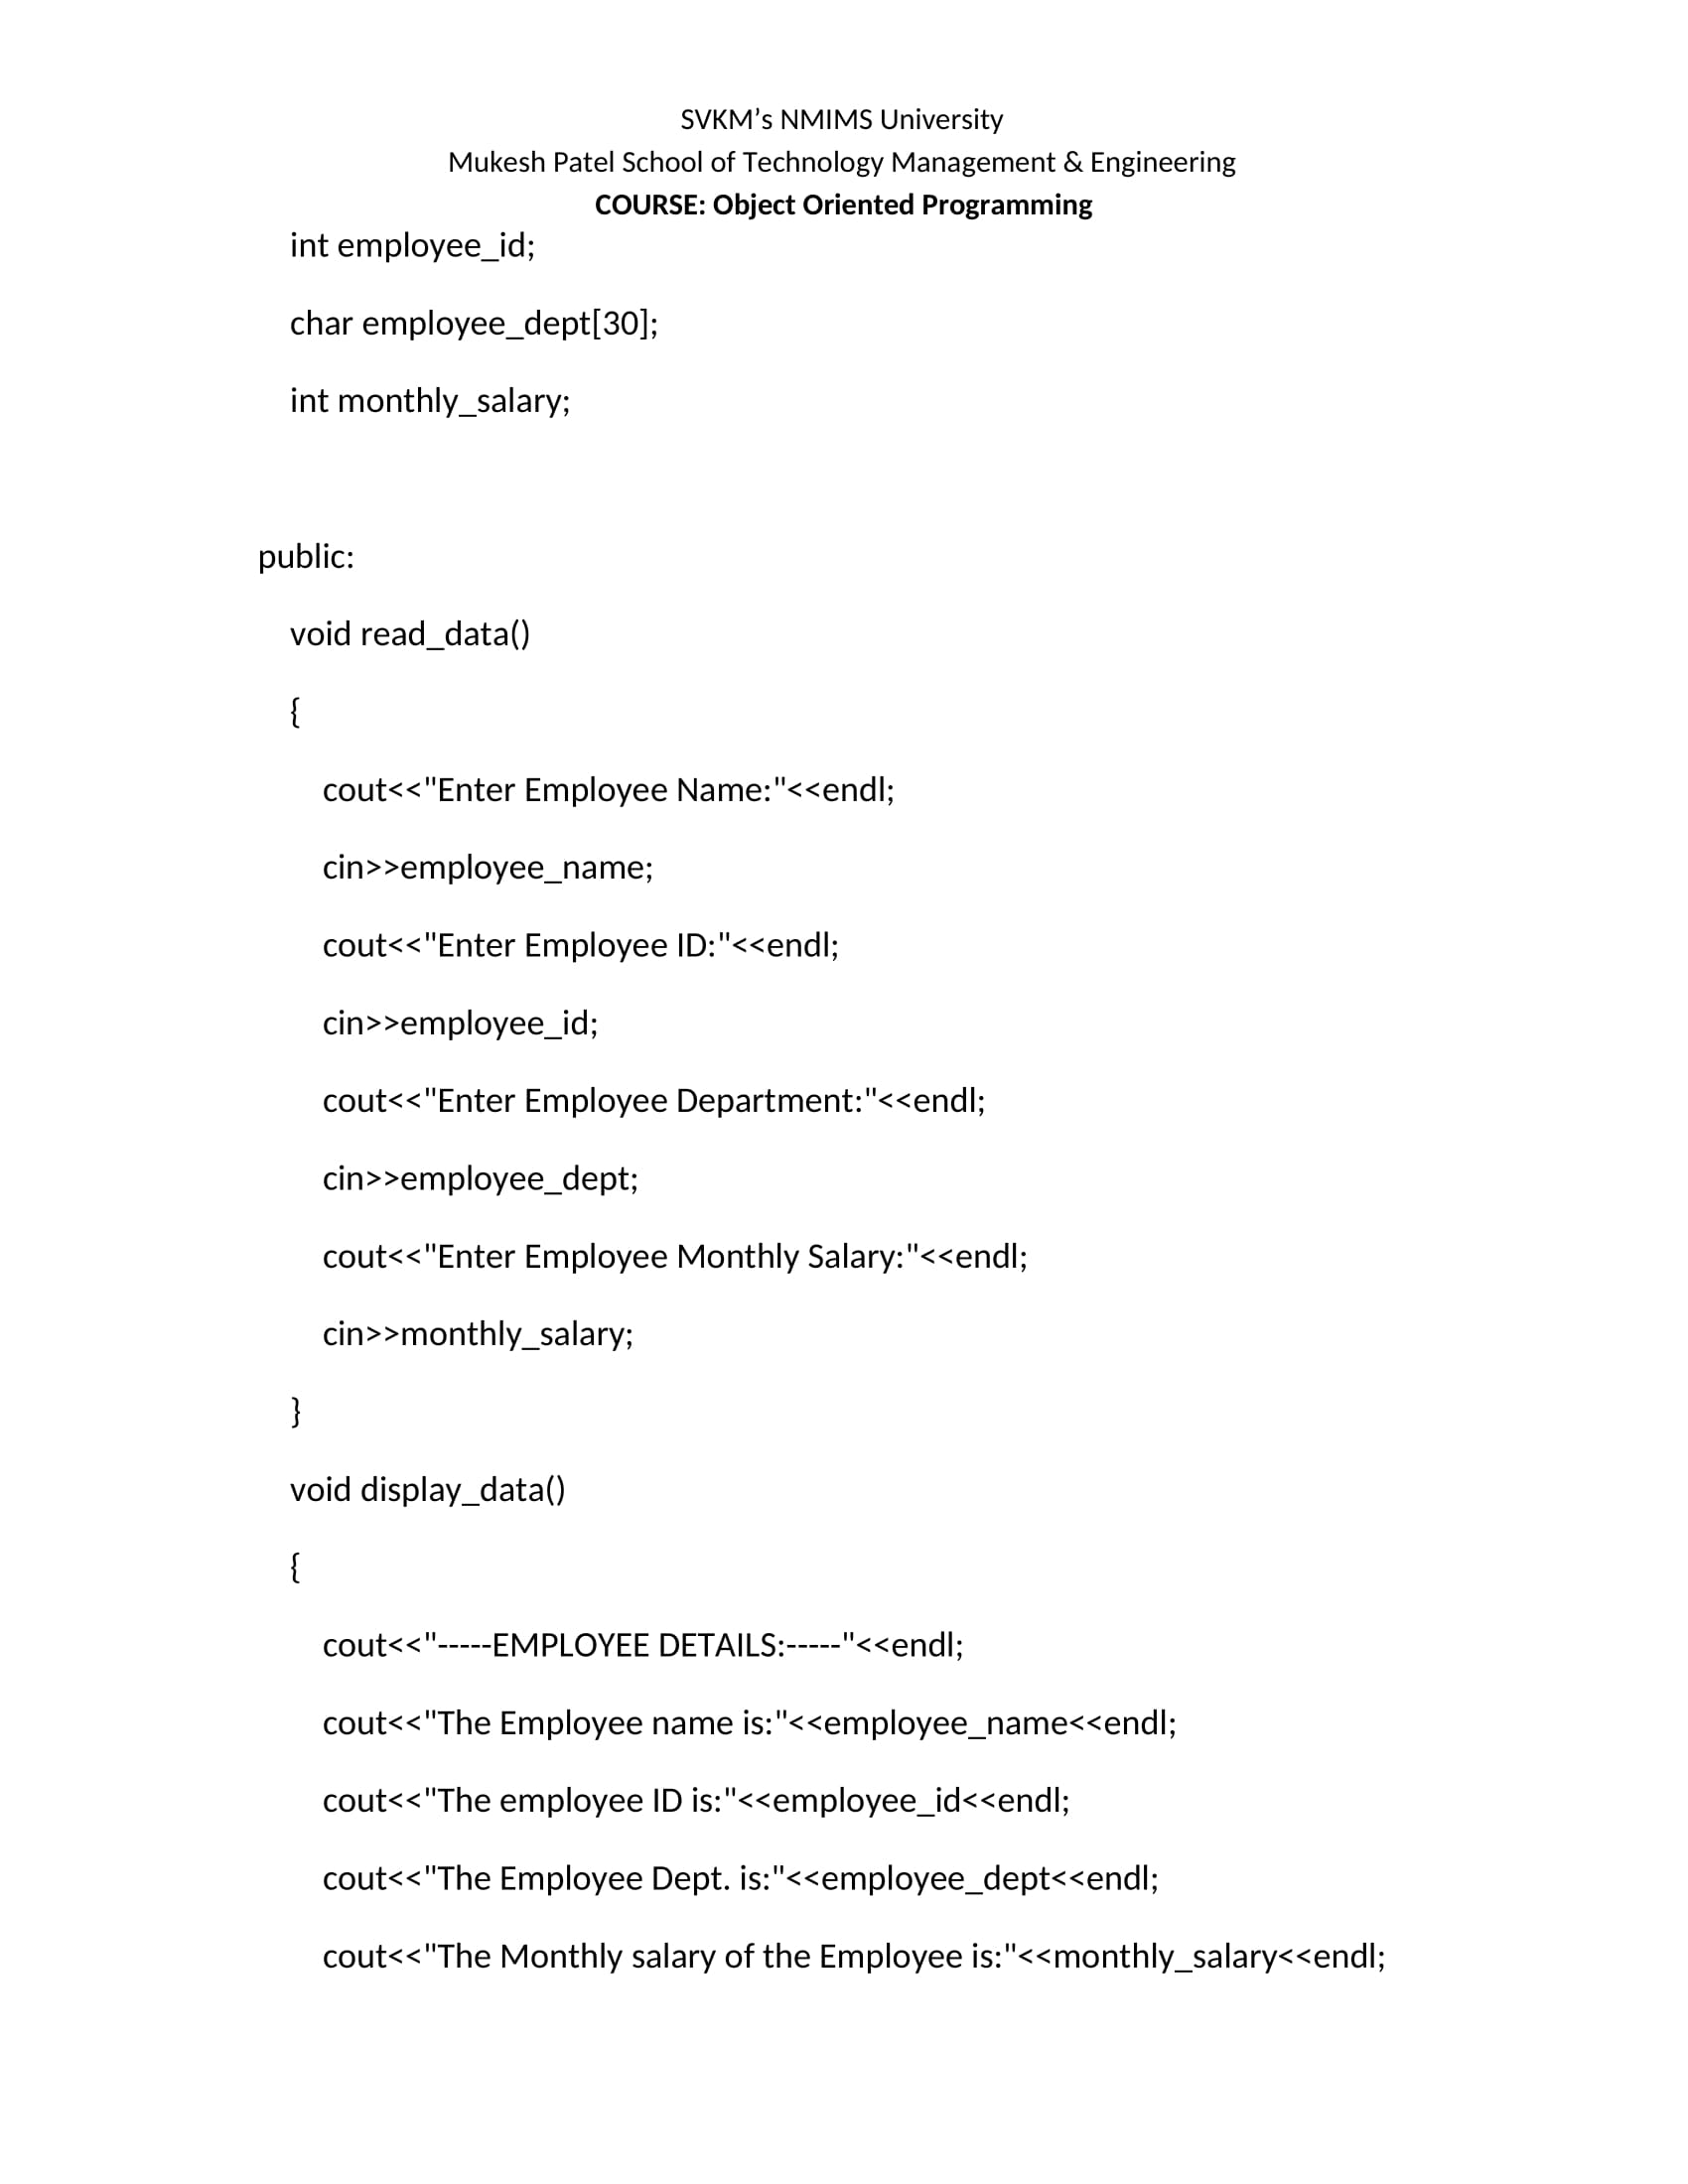 SVKM’s NMIMS University
Mukesh Patel School of Technology Management & Engineering
COURSE: Object Oriented Programming
int employee_id;
char employee_dept[30];
int monthly_salary;
public:
void read_data()
{
cout<<"Enter Employee Name:"<<endl;
cin>>employee_name;
cout<<"Enter Employee ID:"<<endl;
cin>>employee_id;
cout<<"Enter Employee Department:"<<endl;
cin>>employee_dept;
cout<<"Enter Employee Monthly Salary:"<<endl;
cin>>monthly_salary;
}
void display_data()
{
cout<<"-----EMPLOYEE DETAILS:-----"<<endl;
cout<<"The Employee name is:"<<employee_name<<endl;
cout<<"The employee ID is:"<<employee_id<<endl;
cout<<"The Employee Dept. is:"<<employee_dept<<endl;
cout<<"The Monthly salary of the Employee is:"<<monthly_salary<<endl;